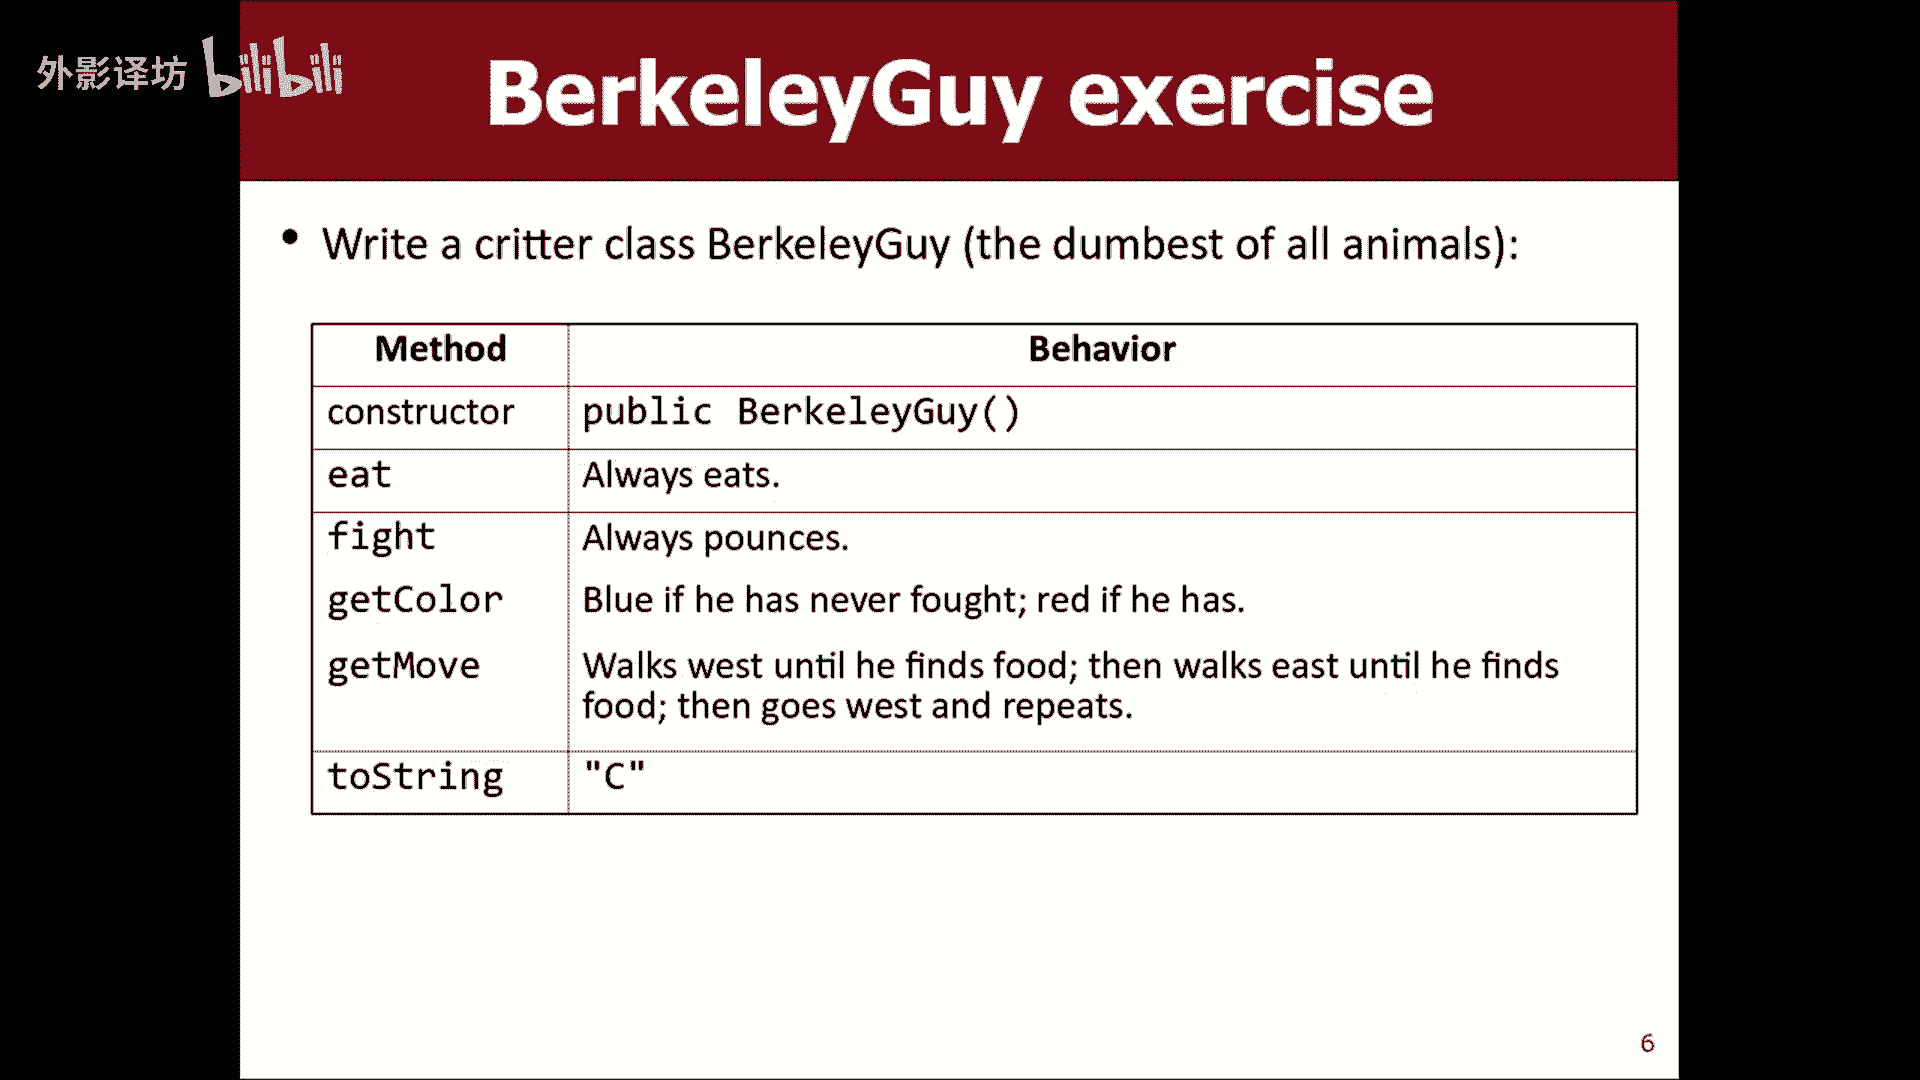 外影译坊 bilibili
BerkeleyGuy exercise
• Write a critter class BerkeleyGuy (the dumbest of all animals):
Method Behavior
constructor public BerkeleyGuy()
eat Always eats.
fight Always pounces.
getColor Blue if he has never fought; red if he has.
getMove Walks west until he finds food; then walks east until he finds
food; then goes west and repeats.
toString "C"
6